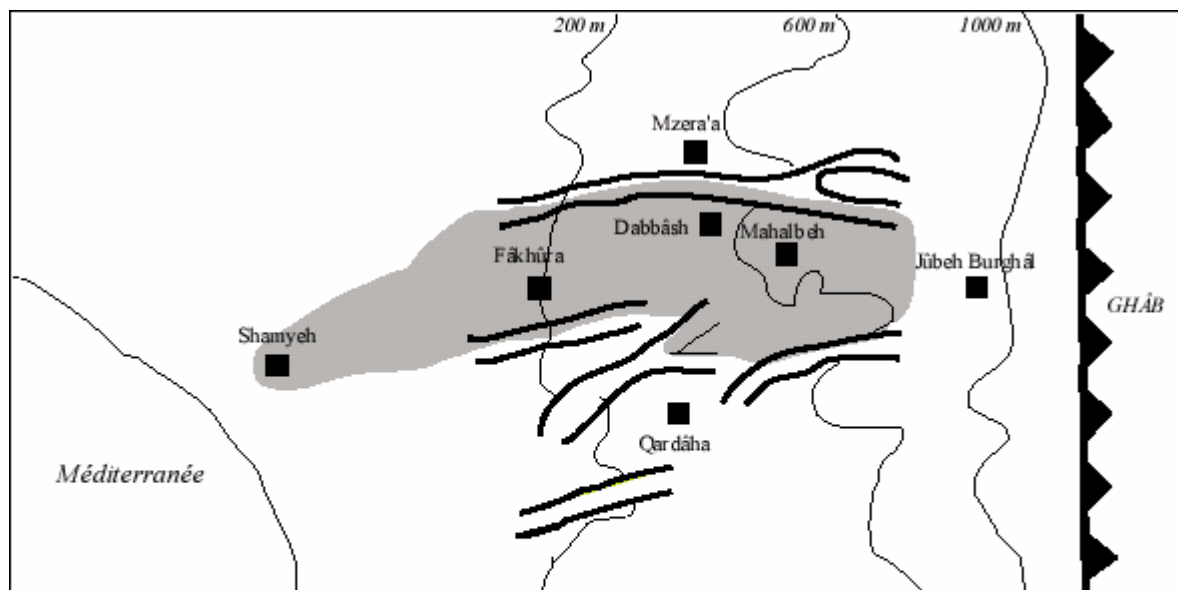 200 m
600 m
1000 m
Mzera'a
Dabbâsh
Mahalbeh
Fâkhûra
Jûbeh Burghâl
GHÂB
Shamyeh
Qardâha
Méditerranée